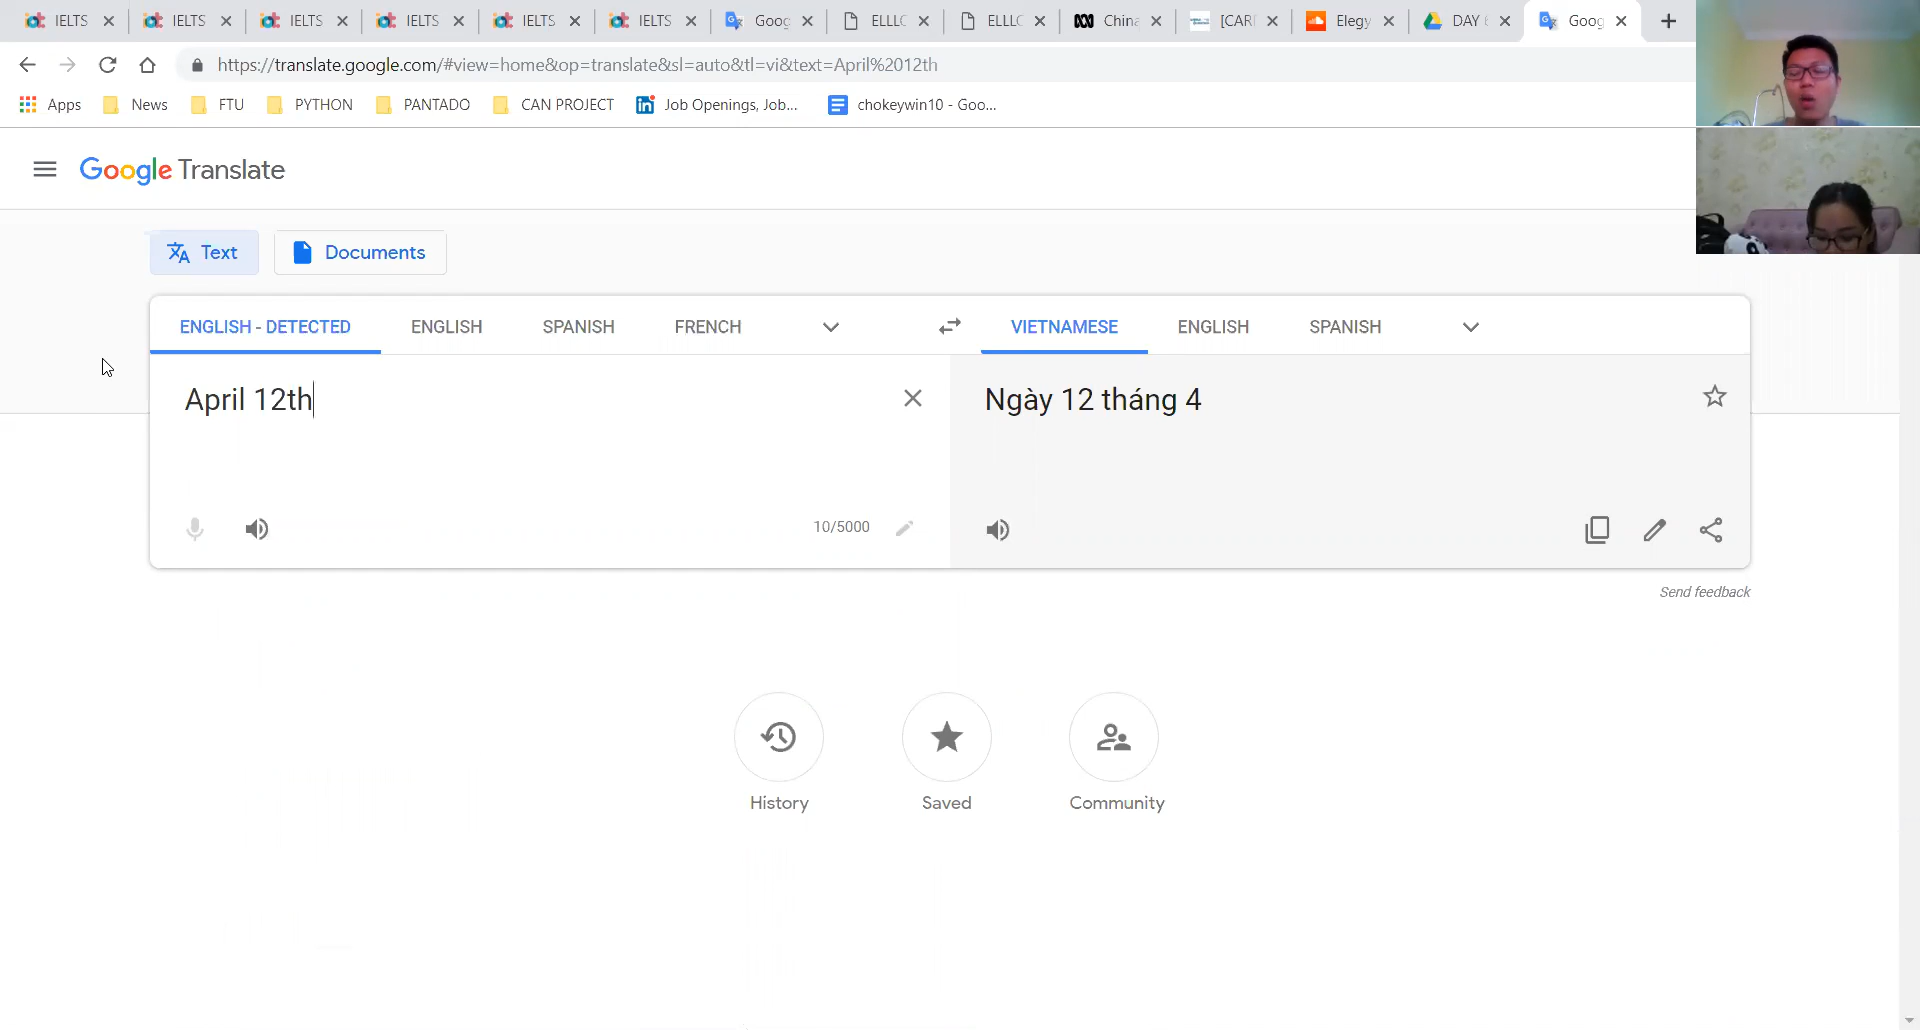 IELTS
IELTS
IELTS
IELTS
IELTS
IELTS
Goog
ELLLC
ELLLC
China
[CAR
Elegy
DAY
Goog
https://translate.google.com/#view=home&op=translate&sl=auto&tl=vi&text=April%2012th
Apps
News
FTU
PYTHON
PANTADO
CAN PROJECT
Job Openings, Job...
chokeywin10 - Goo...
Google Translate
Text
Documents
ENGLISH - DETECTED
ENGLISH
SPANISH
FRENCH
VIETNAMESE
ENGLISH
SPANISH
April 12th
Ngày 12 tháng 4
10/5000
Send feedback
History
Saved
Community